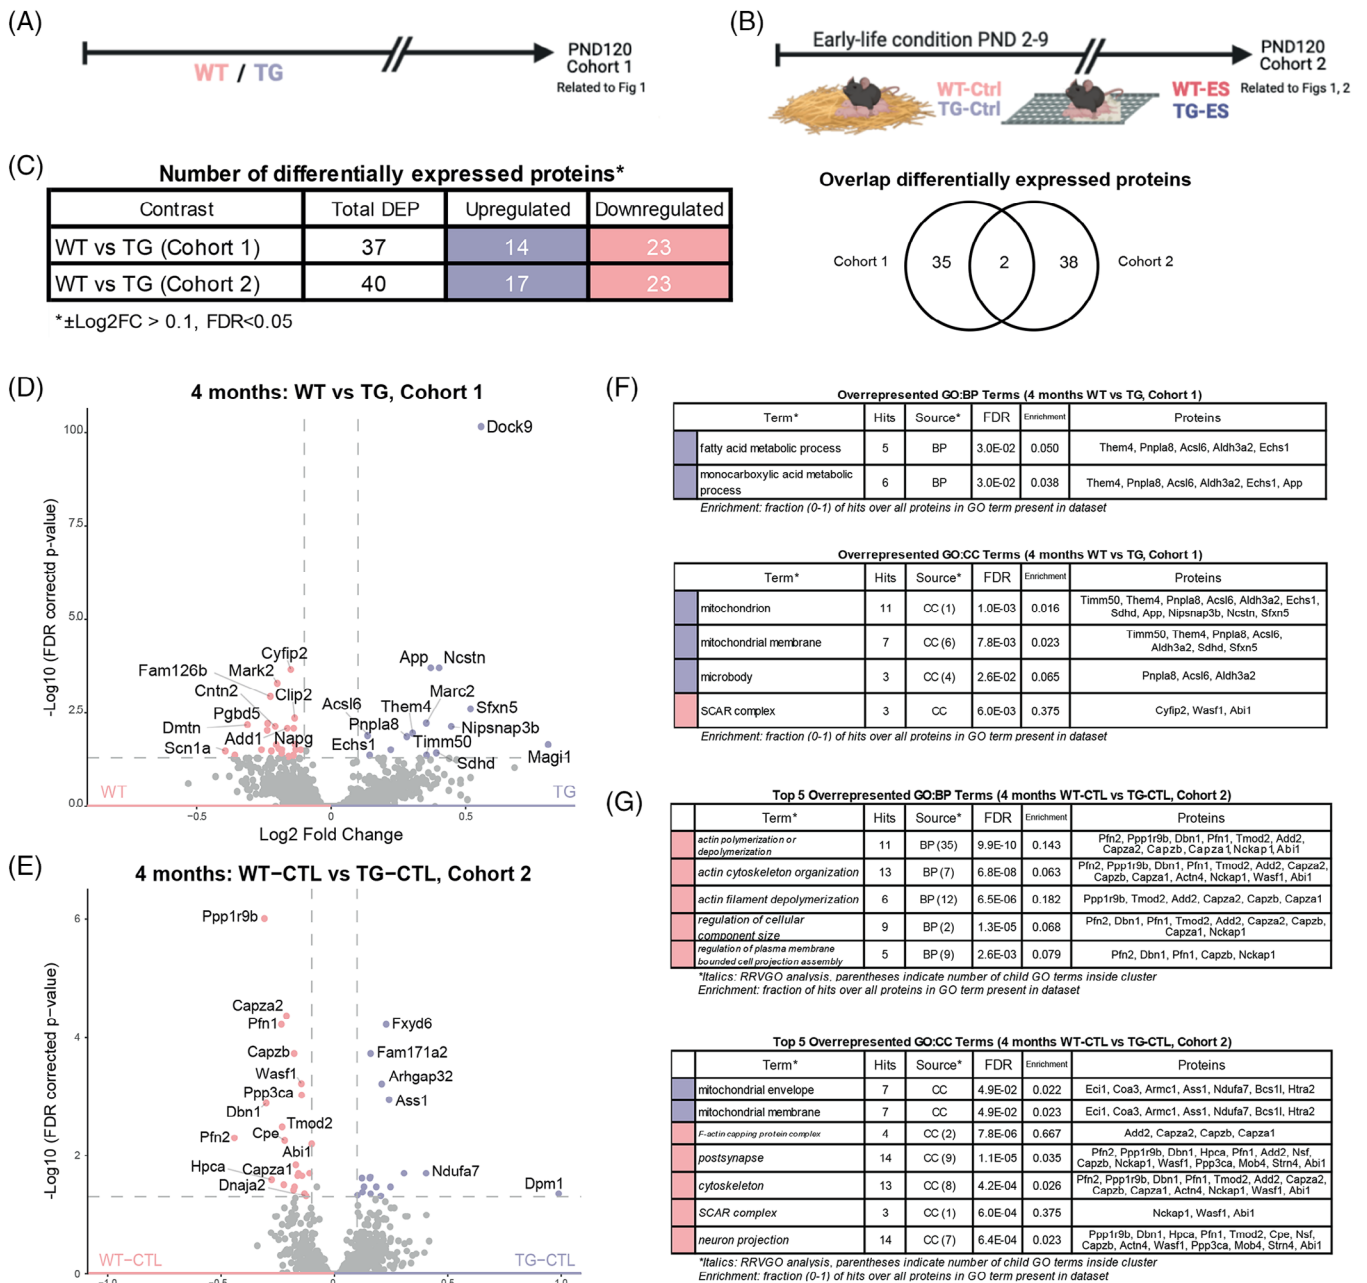 (A)
WT / TG
PND120
Cohort 1
Related to Fig 1
(B)
Early-life condition PND 2-9
WT-Ctrl
TG-Ctrl
WT-ES
TG-ES
PND120
Cohort 2
Related to Figs 1, 2
(C)
Number of differentially expressed proteins*
Contrast Total DEP Upregulated Downregulated
WT vs TG (Cohort 1) 37 14 23
WT vs TG (Cohort 2) 40 17 23
*±Log2FC > 0.1, FDR<0.05
Overlap differentially expressed proteins
Cohort 1 35 2 38 Cohort 2
(D)
4 months: WT vs TG, Cohort 1
-Log10 (FDR correctd p-value)
100
7.5
5.0
2.5
0.0
Dock9
Cyfip2
Fam126b
Mark2
Cntn2
Clip2
Pgbd5
Dmtn
Add1
Napg
Scn1a
App
Ncstn
Acsl6
Them4
Marc2
Sfxn5
Pnpla8
Nipsnap3b
Echs1
Timm50
Sdhd
Magi1
WT
TG
−0.5 0 0.5
Log2 Fold Change
(E)
4 months: WT−CTL vs TG−CTL, Cohort 2
-Log10 (FDR corrected p−value)
6
4
2
0
Ppp1r9b
Capza2
Pfn1
Capzb
Wasf1
Ppp3ca
Dbn1
Tmod2
Pfn2
Cpe
Abi1
Hpca
Capza1
Dnaja2
Fxyd6
Fam171a2
Arhgap32
Ass1
Ndufa7
Dpm1
WT−CTL
TG−CTL
−1.0 −0.5 0 0.5 1.0
(F)
Overrepresented GO:BP Terms (4 months WT vs TG, Cohort 1)
Term* Hits Source* FDR Enrichment Proteins
fatty acid metabolic process 5 BP 3.0E-02 0.050 Them4, Pnpla8, Acsl6, Aldh3a2, Echs1
monocarboxylic acid metabolic
process 6 BP 3.0E-02 0.038 Them4, Pnpla8, Acsl6, Aldh3a2, Echs1, App
Enrichment: fraction (0-1) of hits over all proteins in GO term present in dataset
Overrepresented GO:CC Terms (4 months WT vs TG, Cohort 1)
Term* Hits Source* FDR Enrichment Proteins
mitochondrion 11 CC (1) 1.0E-03 0.016 Timm50, Them4, Pnpla8, Acsl6, Aldh3a2, Echs1,
Sdhd, App, Nipsnap3b, Ncstn, Sfxn5
mitochondrial membrane 7 CC (6) 7.8E-03 0.023 Timm50, Them4, Pnpla8, Acsl6,
Aldh3a2, Sdhd, Sfxn5
microbody 3 CC (4) 2.6E-02 0.065 Pnpla8, Acsl6, Aldh3a2
SCAR complex 3 CC 6.0E-03 0.375 Cyfip2, Wasf1, Abi1
Enrichment: fraction (0-1) of hits over all proteins in GO term present in dataset
(G)
Top 5 Overrepresented GO:BP Terms (4 months WT-CTL vs TG-CTL, Cohort 2)
Term* Hits Source* FDR Enrichment Proteins
actin polymerization or
depolymerization 11 BP (35) 9.9E-10 0.143 Pfn2, Ppp1r9b, Dbn1, Pfn1, Tmod2, Add2,
Capza2, Capzb, Capza1, Nckap1, Abi1
actin cytoskeleton organization 13 BP (7) 6.8E-08 0.063 Pfn2, Ppp1r9b, Dbn1, Pfn1, Tmod2, Add2, Capza2,
Capzb, Capza1, Actn4, Nckap1, Wasf1, Abi1
actin filament depolymerization 6 BP (12) 6.5E-06 0.182 Ppp1r9b, Tmod2, Add2, Capza2, Capzb, Capza1
regulation of cellular
component size 9 BP (2) 1.3E-05 0.068 Pfn2, Dbn1, Pfn1, Tmod2, Add2, Capza2, Capzb,
Capza1, Nckap1
regulation of plasma membrane
bounded cell projection assembly 5 BP (9) 2.6E-03 0.079 Pfn2, Dbn1, Pfn1, Capzb, Nckap1
*Italics: RRVGO analysis, parentheses indicate number of child GO terms inside cluster
Enrichment: fraction of hits over all proteins in GO term present in dataset
Top 5 Overrepresented GO:CC Terms (4 months WT-CTL vs TG-CTL, Cohort 2)
Term* Hits Source* FDR Enrichment Proteins
mitochondrial envelope 7 CC 4.9E-02 0.022 Eci1, Coa3, Armc1, Ass1, Ndufa7, Bcs1l, Htra2
mitochondrial membrane 7 CC 4.9E-02 0.023 Eci1, Coa3, Armc1, Ass1, Ndufa7, Bcs1l, Htra2
F-actin capping protein complex 4 CC (2) 7.8E-06 0.667 Add2, Capza2, Capzb, Capza1
postsynapse 14 CC (9) 1.1E-05 0.035 Pfn2, Ppp1r9b, Dbn1, Hpca, Pfn1, Add2, Nsf,
Capzb, Nckap1, Wasf1, Ppp3ca, Mob4, Strn4, Abi1
cytoskeleton 13 CC (8) 4.2E-04 0.026 Pfn2, Ppp1r9b, Dbn1, Pfn1, Tmod2, Add2, Capza2,
Capzb, Capza1, Actn4, Nckap1, Wasf1, Abi1
SCAR complex 3 CC (1) 6.0E-04 0.375 Nckap1, Wasf1, Abi1
neuron projection 14 CC (7) 6.4E-04 0.023 Ppp1r9b, Dbn1, Hpca, Pfn1, Tmod2, Cpe, Nsf,
Capzb, Actn4, Wasf1, Ppp3ca, Mob4, Strn4, Abi1
*Italics: RRVGO analysis, parentheses indicate number of child GO terms inside cluster
Enrichment: fraction (0-1) of hits over all proteins in GO term present in dataset